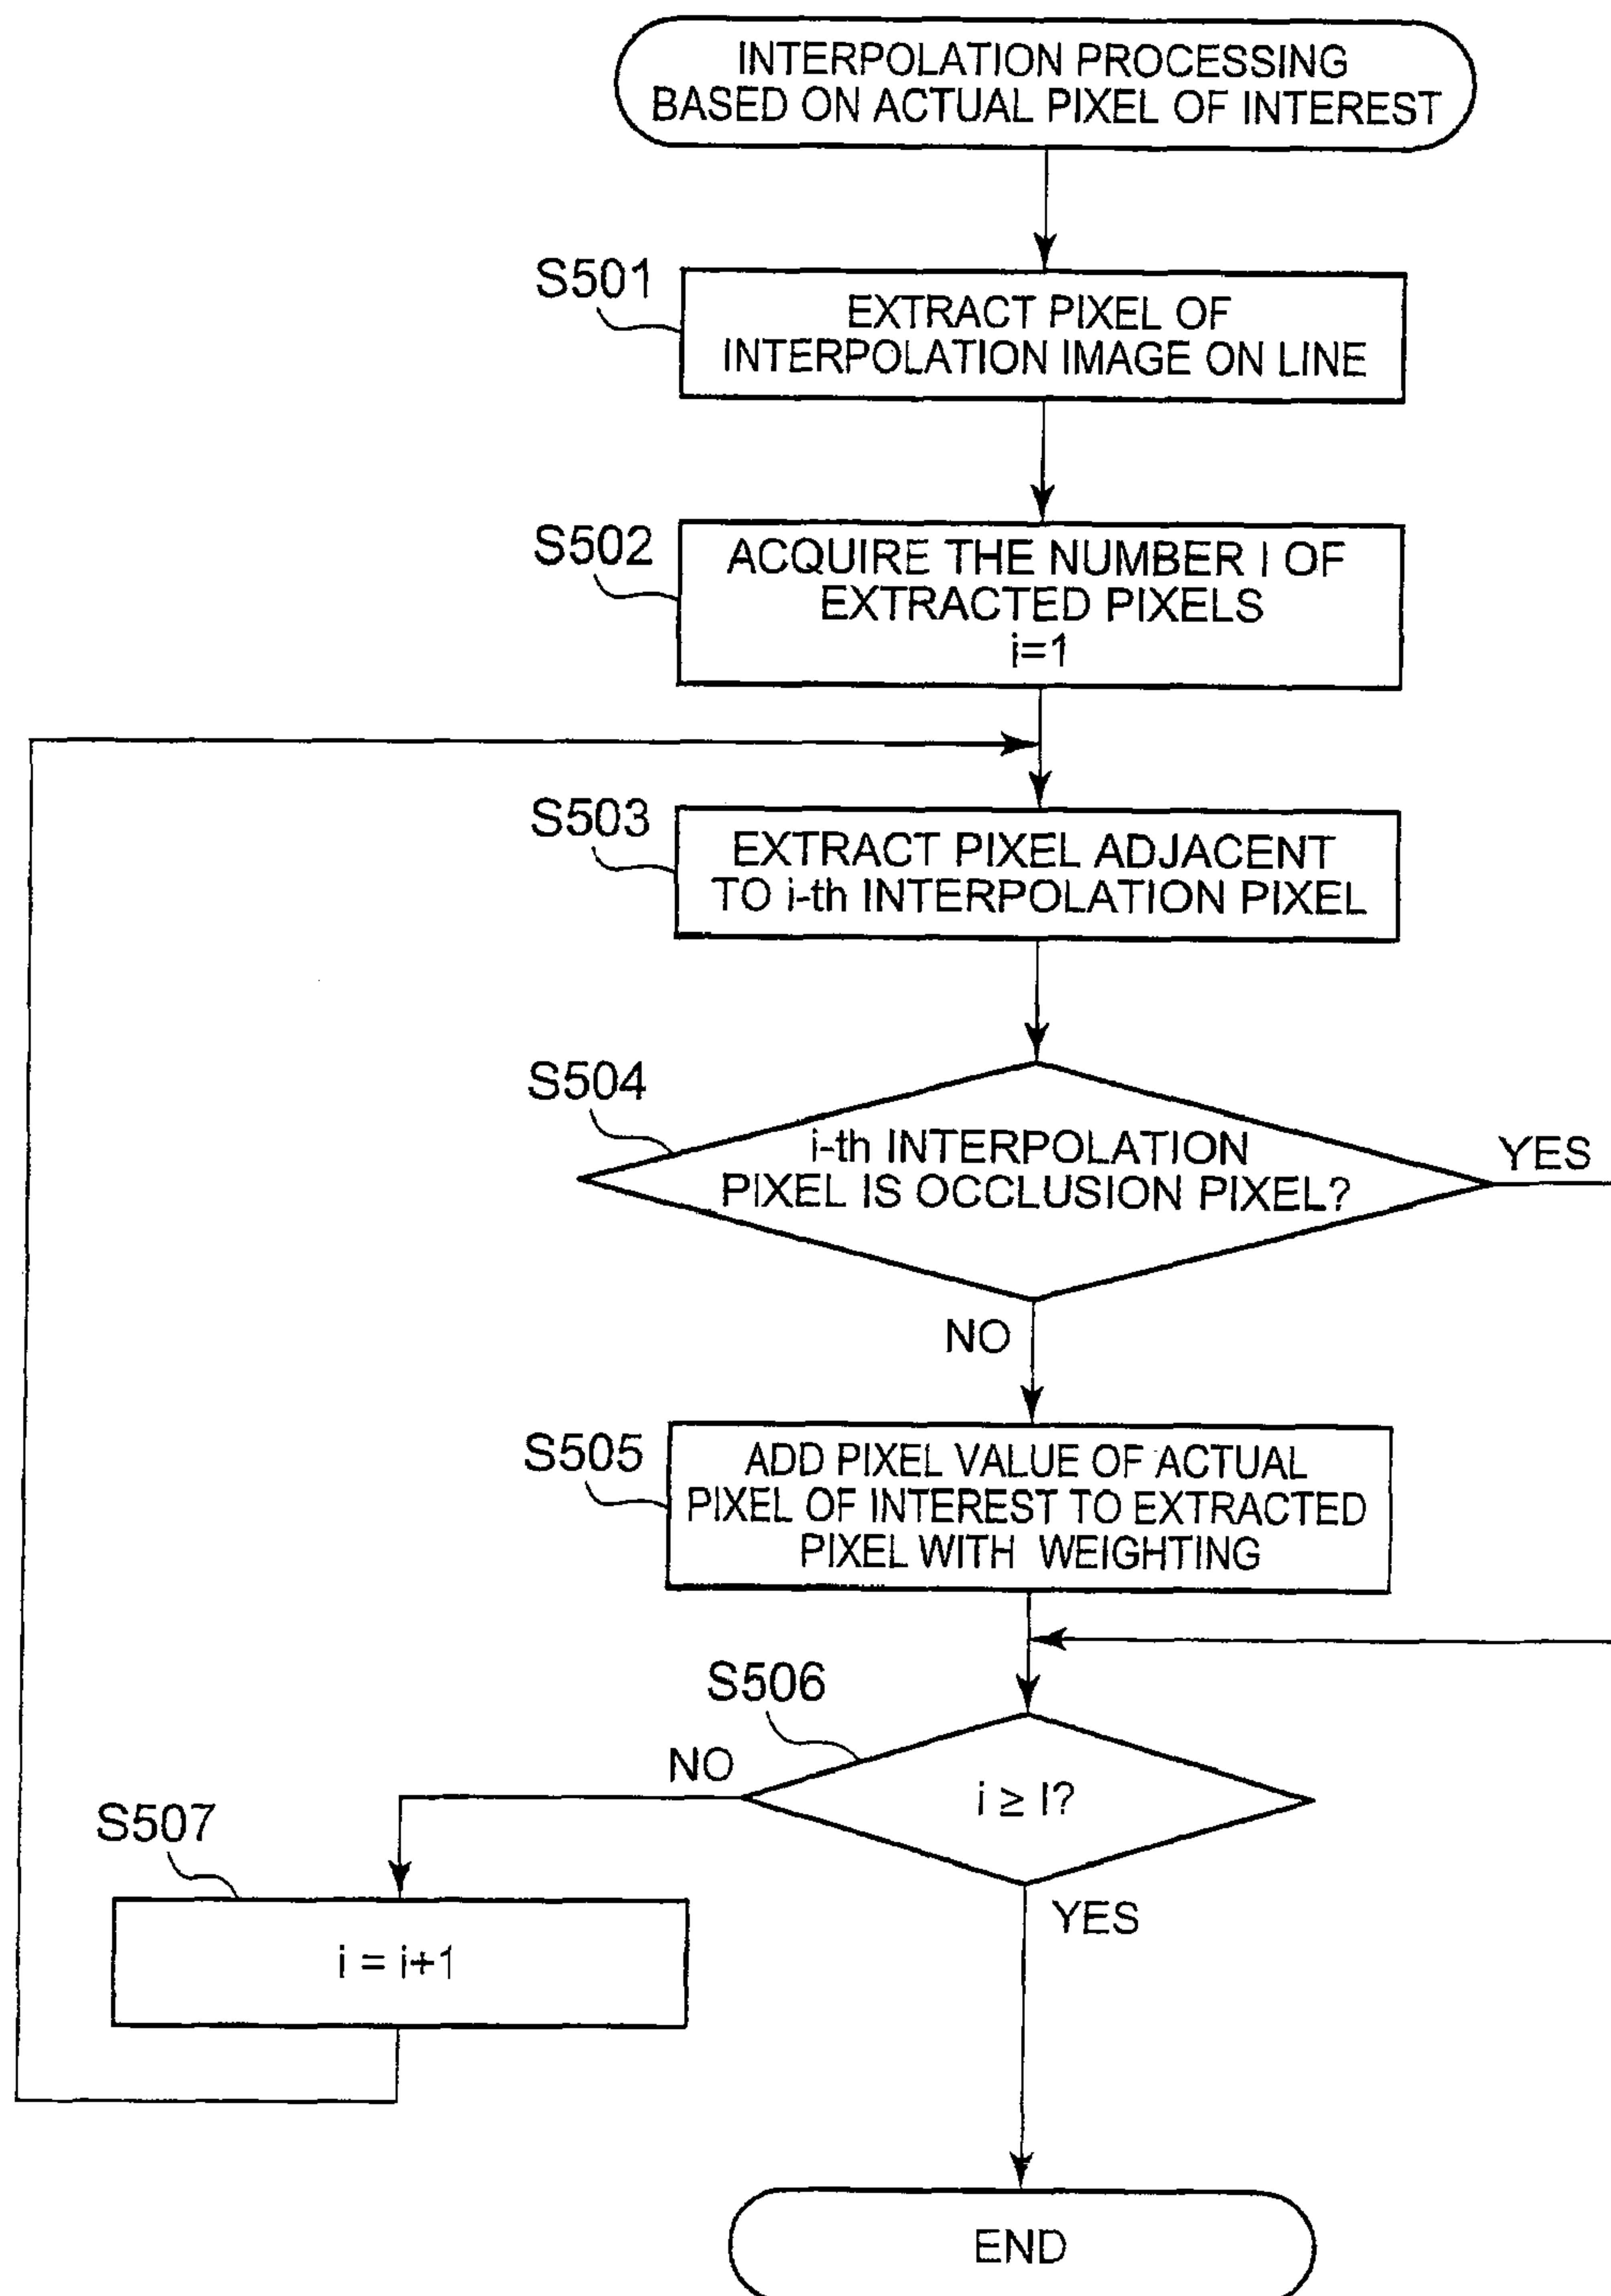 INTERPOLATION PROCESSING
BASED ON ACTUAL PIXEL OF INTEREST
S501
EXTRACT PIXEL OF
INTERPOLATION IMAGE ON LINE
S502
ACQUIRE THE NUMBER I OF
EXTRACTED PIXELS
i=1
S503
EXTRACT PIXEL ADJACENT
TO i-th INTERPOLATION PIXEL
S504
i-th INTERPOLATION
PIXEL IS OCCLUSION PIXEL?
YES
NO
S505
ADD PIXEL VALUE OF ACTUAL
PIXEL OF INTEREST TO EXTRACTED
PIXEL WITH WEIGHTING
S506
NO
i ≥ I?
S507
YES
i = i+1
END